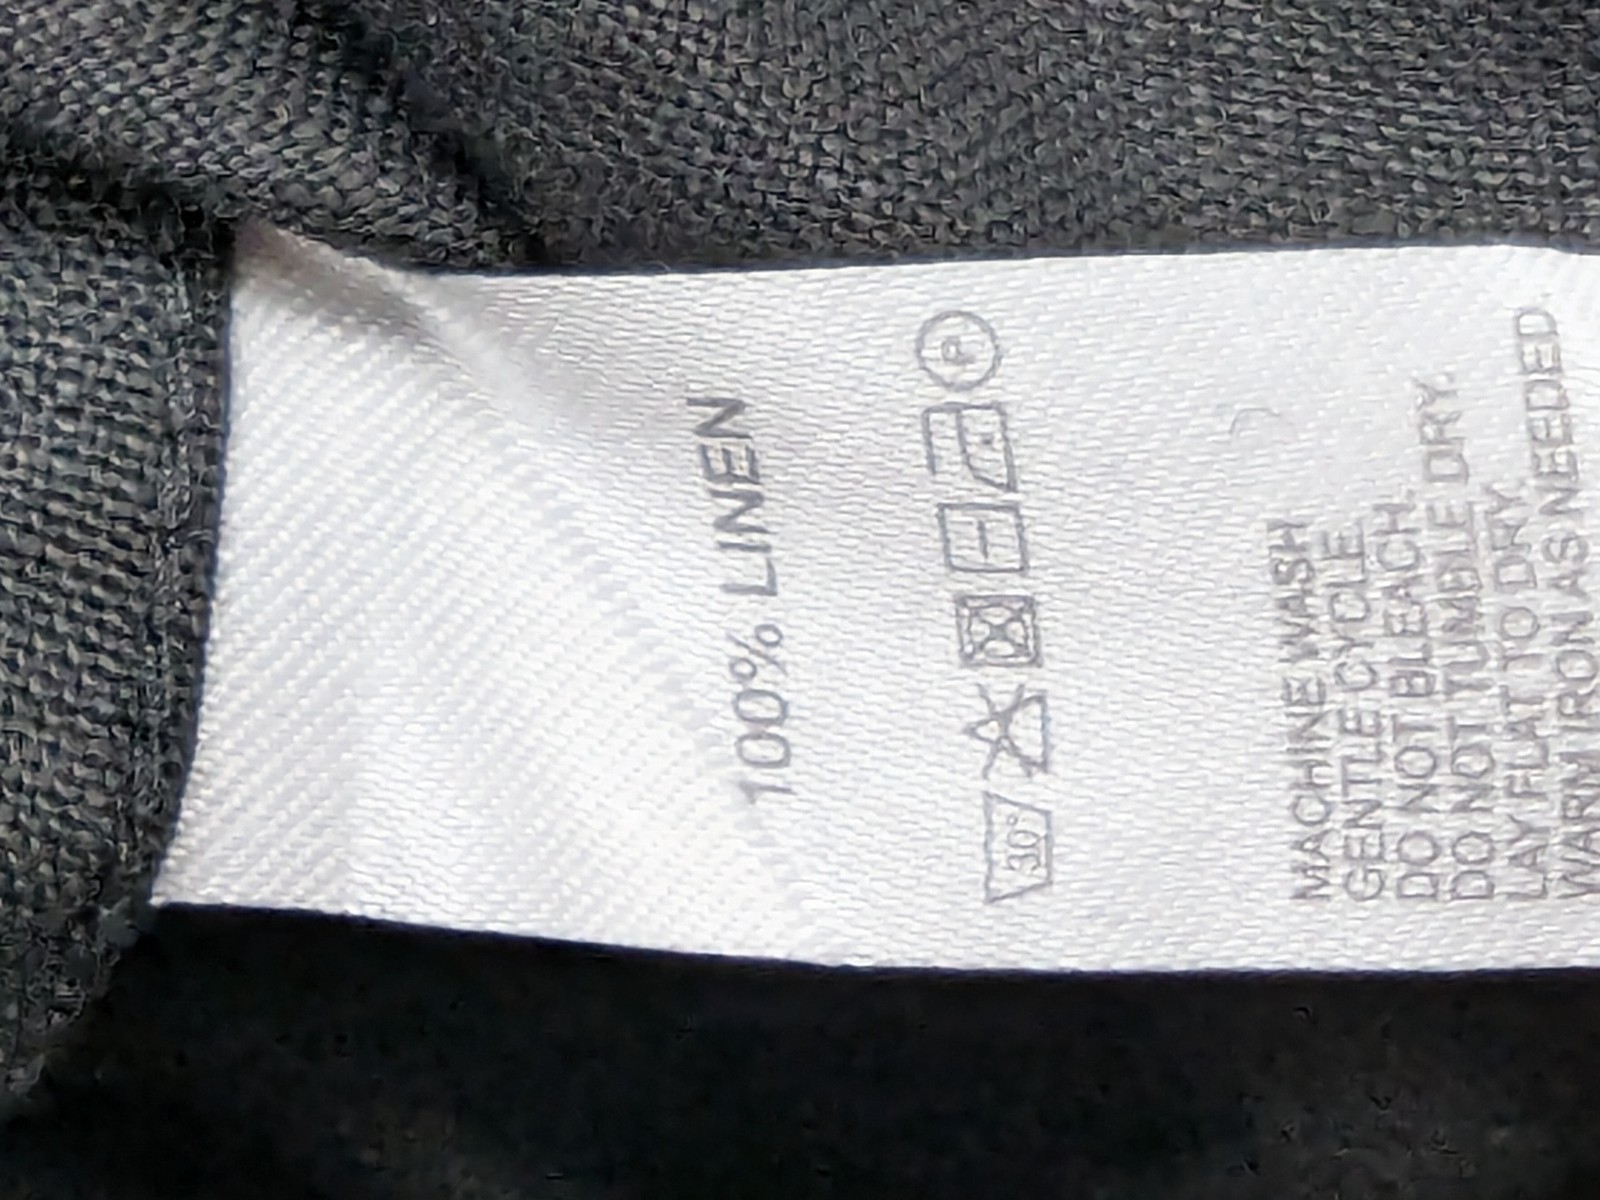 100% LINEN
30°
P
MACHINE WASH
GENTLE CYCLE
DO NOT BLEACH.
DO NOT TUMBLE DRY.
LAY FLAT TO DRY.
WARM IRON AS NEEDED.